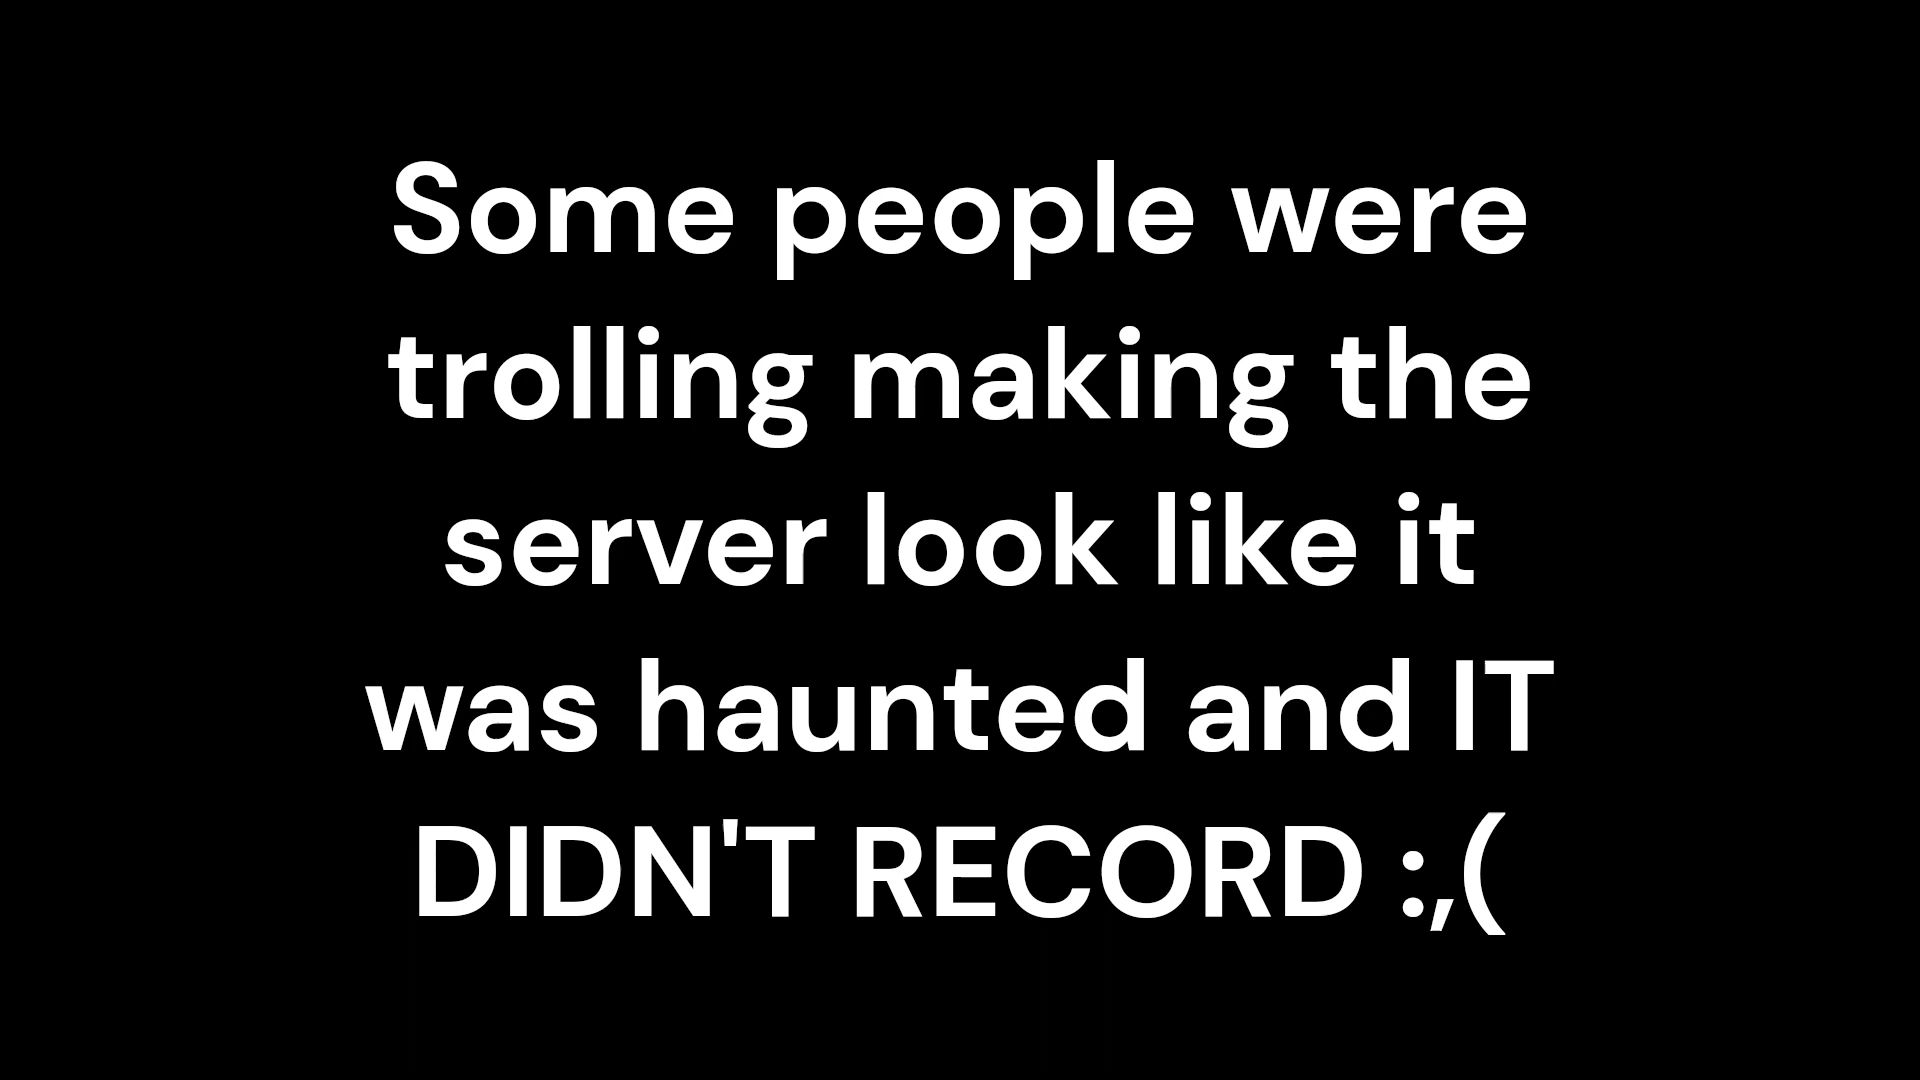 Some people were
trolling making the
server look like it
was haunted and IT
DIDN'T RECORD :,(